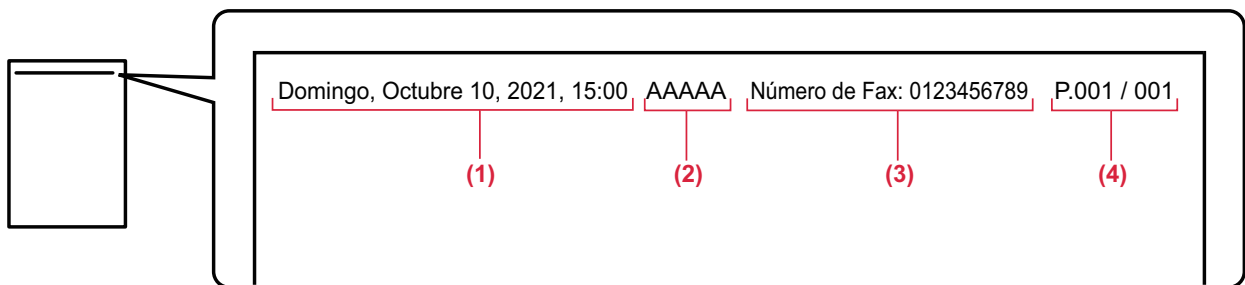 Domingo, Octubre 10, 2021, 15:00 AAAAA Número de Fax: 0123456789 P.001 / 001
(1) (2) (3) (4)